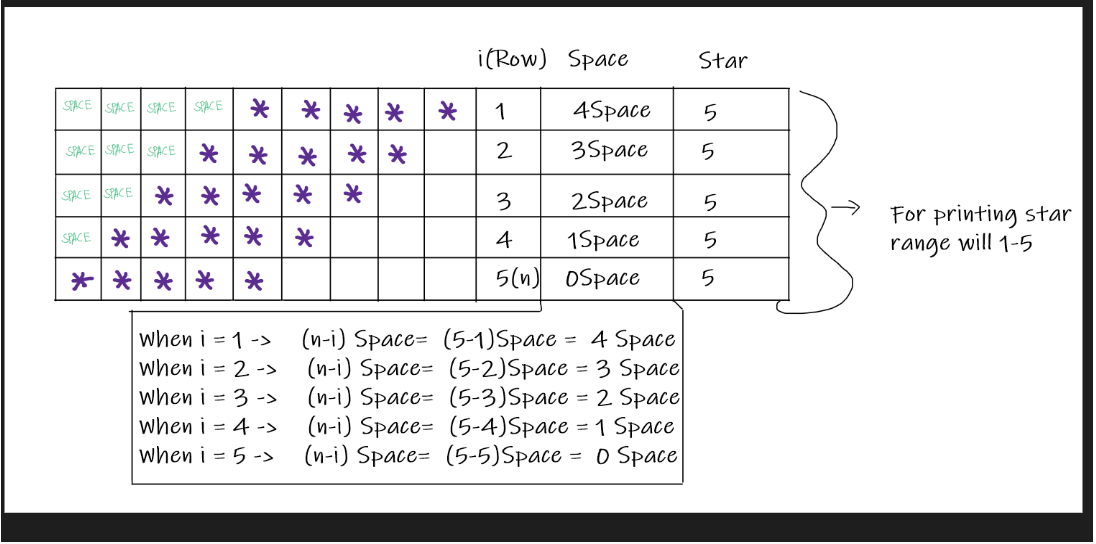 i(Row) Space Star
SPACE SPACE SPACE SPACE * * * * * 1 4Space 5
SPACE SPACE SPACE * * * * * 2 3Space 5
SPACE SPACE * * * * * 3 2Space 5
SPACE * * * * * 4 1Space 5
* * * * * 5(n) 0Space 5
For printing star
range will 1-5
When i = 1 -> (n-i) Space= (5-1)Space = 4 Space
When i = 2 -> (n-i) Space= (5-2)Space = 3 Space
When i = 3 -> (n-i) Space= (5-3)Space = 2 Space
When i = 4 -> (n-i) Space= (5-4)Space = 1 Space
When i = 5 -> (n-i) Space= (5-5)Space = 0 Space